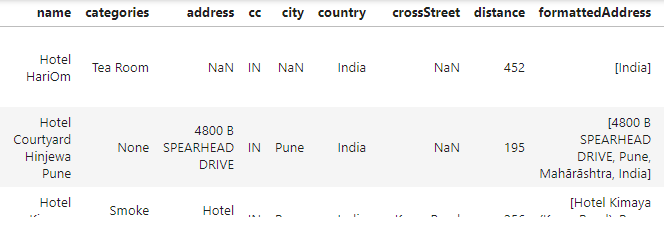 name categories address cc city country crossStreet distance formattedAddress
Hotel
HariOm Tea Room NaN IN NaN India NaN 452 [India]
Hotel
Courtyard
Hinjewa
Pune None 4800 B
SPEARHEAD
DRIVE IN Pune India NaN 195 [4800 B
SPEARHEAD
DRIVE, Pune,
Mahārāshtra, India]
Hotel Smoke Hotel [Hotel Kimaya